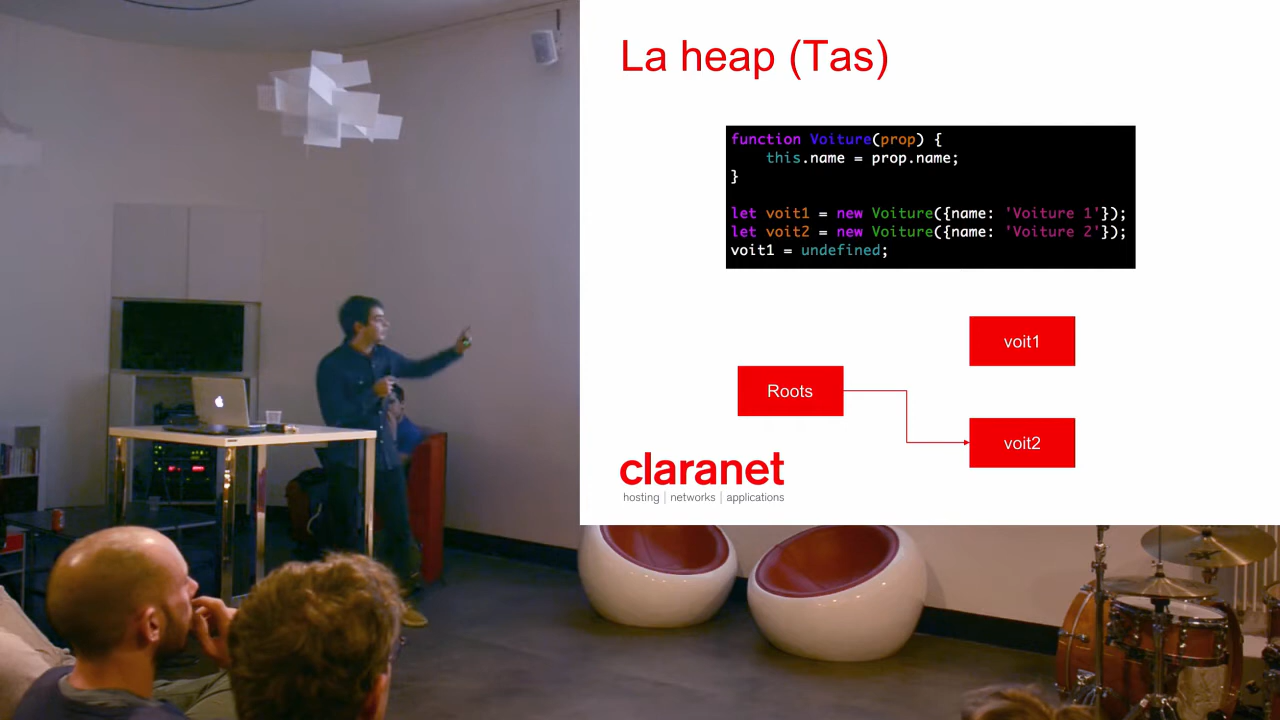 La heap (Tas)
function Voiture(prop) {
    this.name = prop.name;
}
let voit1 = new Voiture({name: 'Voiture 1'});
let voit2 = new Voiture({name: 'Voiture 2'});
voit1 = undefined;
voit1
Roots
voit2
claranet
hosting | networks | applications